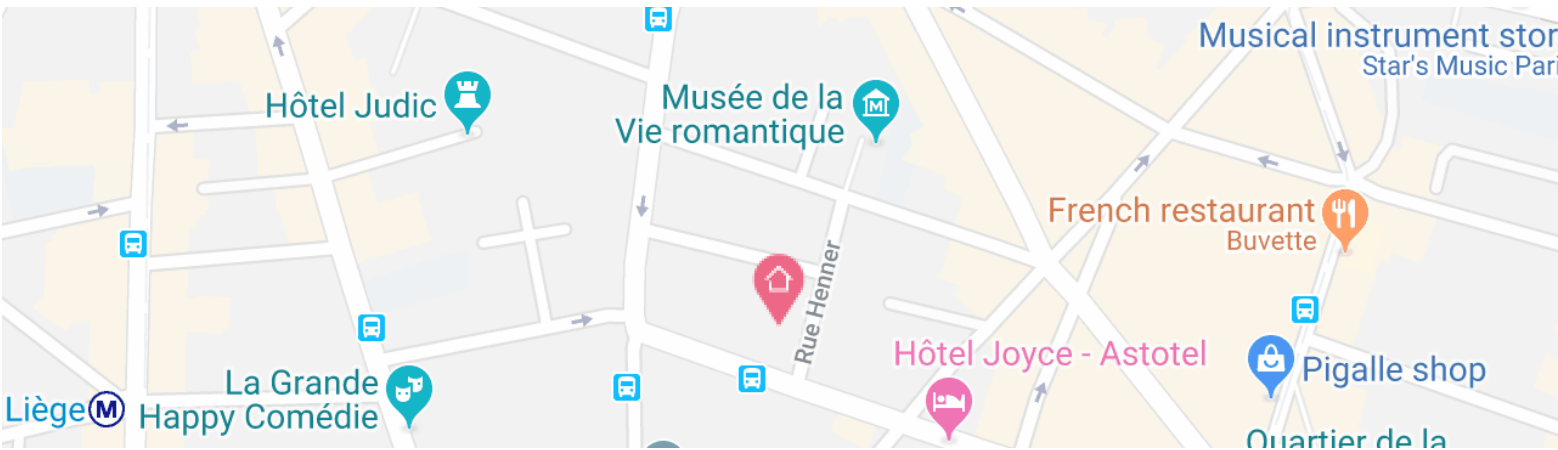 Musical instrument stor
Star's Music Pari
Hôtel Judic
Musée de la
Vie romantique
M
French restaurant
Buvette
Rue Henner
Hôtel Joyce - Astotel
Pigalle shop
La Grande
Happy Comédie
Liège M
Quartier de la